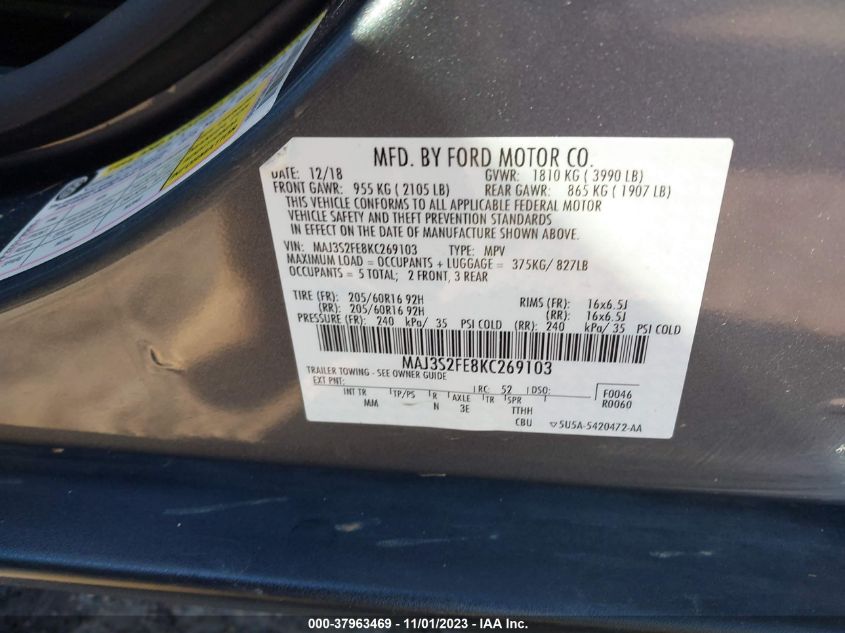 MFD. BY FORD MOTOR CO.
DATE: 12/18 GVWR: 1810 KG ( 3990 LB)
FRONT GAWR: 955 KG ( 2105 LB) REAR GAWR: 865 KG ( 1907 LB)
THIS VEHICLE CONFORMS TO ALL APPLICABLE FEDERAL MOTOR
VEHICLE SAFETY AND THEFT PREVENTION STANDARDS
IN EFFECT ON THE DATE OF MANUFACTURE SHOWN ABOVE.
VIN: MAJ3S2FE8KC269103 TYPE: MPV
MAXIMUM LOAD = OCCUPANTS + LUGGAGE = 375KG/ 827LB
OCCUPANTS = 5 TOTAL; 2 FRONT, 3 REAR
TIRE (FR): 205/60R16 92H RIMS (FR): 16x6.5J
(RR): 205/60R16 92H (RR): 16x6.5J
PRESSURE (FR): 240 kPa/ 35 PSI COLD (RR): 240 kPa/ 35 PSI COLD
MAJ3S2FE8KC269103
TRAILER TOWING - SEE OWNER GUIDE
EXT PNT: RC: 52 DSO: F0046
INT TR TP/PS R AXLE TR SPR R0060
MM N 3E TTHH
CBU 5U5A-5420472-AA
000-37963469 - 11/01/2023 - IAA Inc.